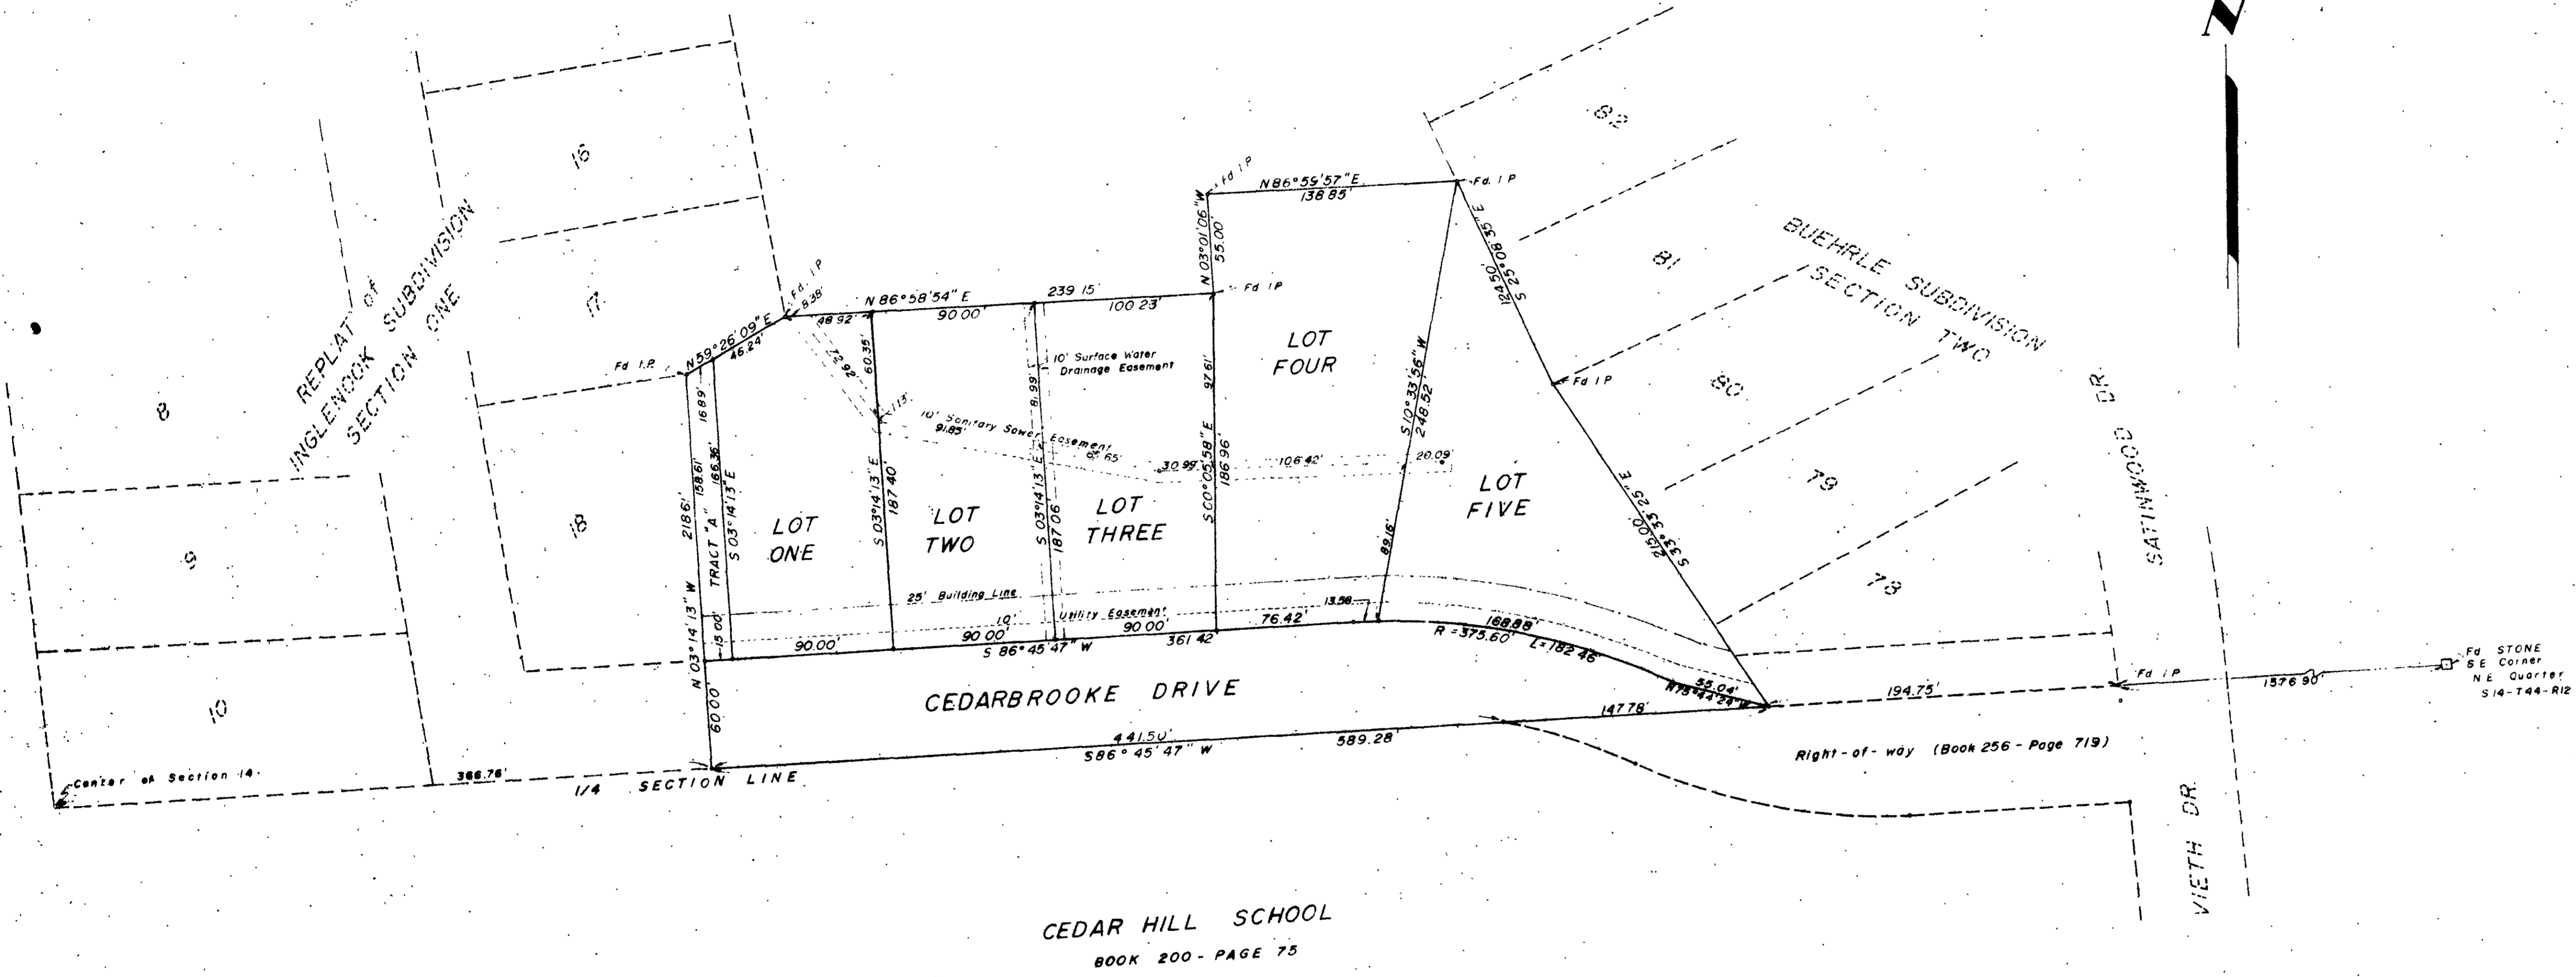 Z
REPLAT of
INGLENOOK SUBDIVISION
SECTION ONE
16
17
18
8
9
10
BUEHRLE SUBDIVISION
SECTION TWO
82
81
80
79
78
SATINWOOD DR.
VIETH DR.
Fd I P
N 86°59'57" E
138.85'
Fd. I P
N 03°01'06" W
55.00'
S 25°08'35" E
124.50'
Fd. I P
8.38'
N 86°58'54" E
239.15'
48.92'
90.00'
100.23'
Fd I P
Fd I.P.
N 59°26'09" E
46.24'
Fd I P
S 33°35'25" E
215.00'
LOT
ONE
LOT
TWO
LOT
THREE
LOT
FOUR
LOT
FIVE
10' Surface Water
Drainage Easement
10' Sanitary Sewer Easement
91.85'
30.99'
106.42'
20.09'
60.35'
81.99'
97.61'
S 10°33'56" W
248.52'
89.16'
218.61'
158.61'
16.89'
TRACT "A"
166.36'
S 03°14'13" E
S 03°14'13" E
187.40'
S 03°14'13" E
187.06'
S 00°05'58" E
186.96'
N 03°14'13" W
60.00'
15.00'
25' Building Line
10'
Utility Easement
13.58
90.00'
90.00'
90.00'
76.42'
S 86°45'47" W
361.42'
168.88'
R = 375.60'
L = 182.46'
55.04'
N 75°44'24" W
CEDARBROOKE DRIVE
147.78'
194.75'
Fd I P
1576.90'
Fd STONE
SE Corner
NE Quarter
S14-T44-R12
441.50'
589.28'
S 86°45'47" W
Right-of-way (Book 256-Page 719)
Center of Section 14
366.76'
1/4 SECTION LINE
CEDAR HILL SCHOOL
BOOK 200 - PAGE 75